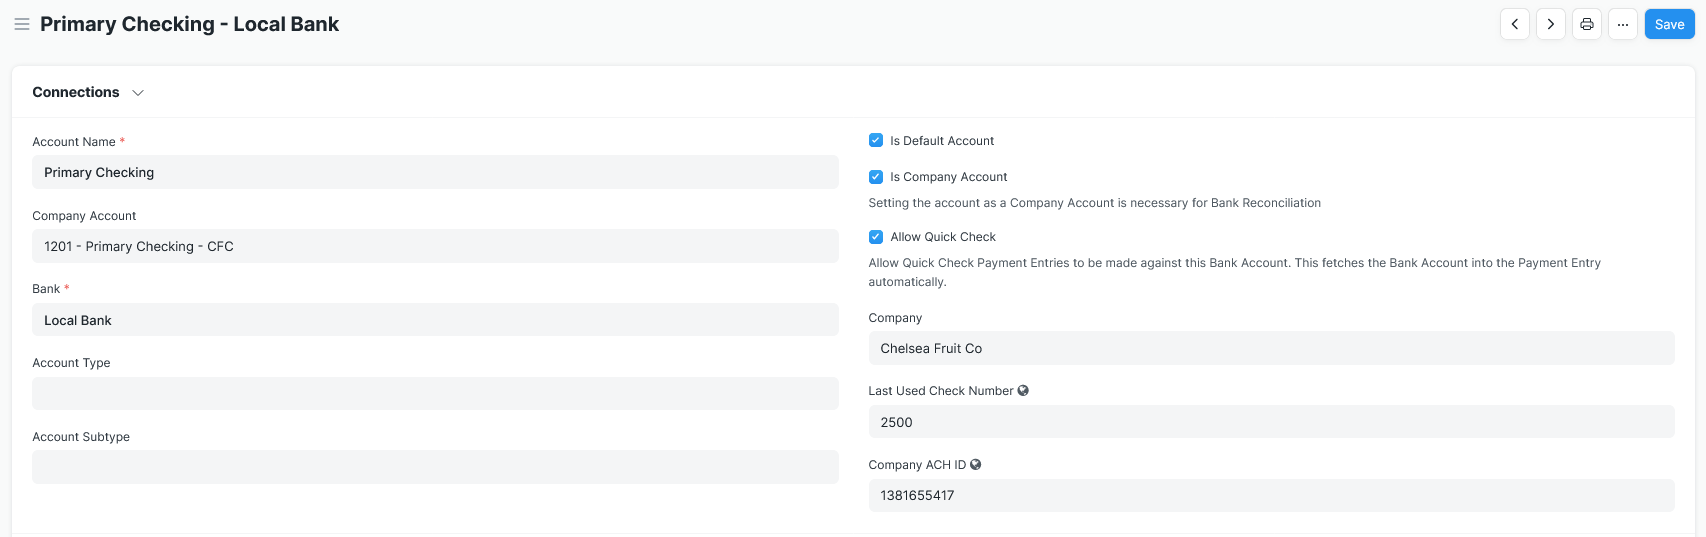 Primary Checking - Local Bank
Save
Connections
Account Name *
Primary Checking
Company Account
1201 - Primary Checking - CFC
Bank *
Local Bank
Account Type
Account Subtype
Is Default Account
Is Company Account
Setting the account as a Company Account is necessary for Bank Reconciliation
Allow Quick Check
Allow Quick Check Payment Entries to be made against this Bank Account. This fetches the Bank Account into the Payment Entry
automatically.
Company
Chelsea Fruit Co
Last Used Check Number
2500
Company ACH ID
1381655417